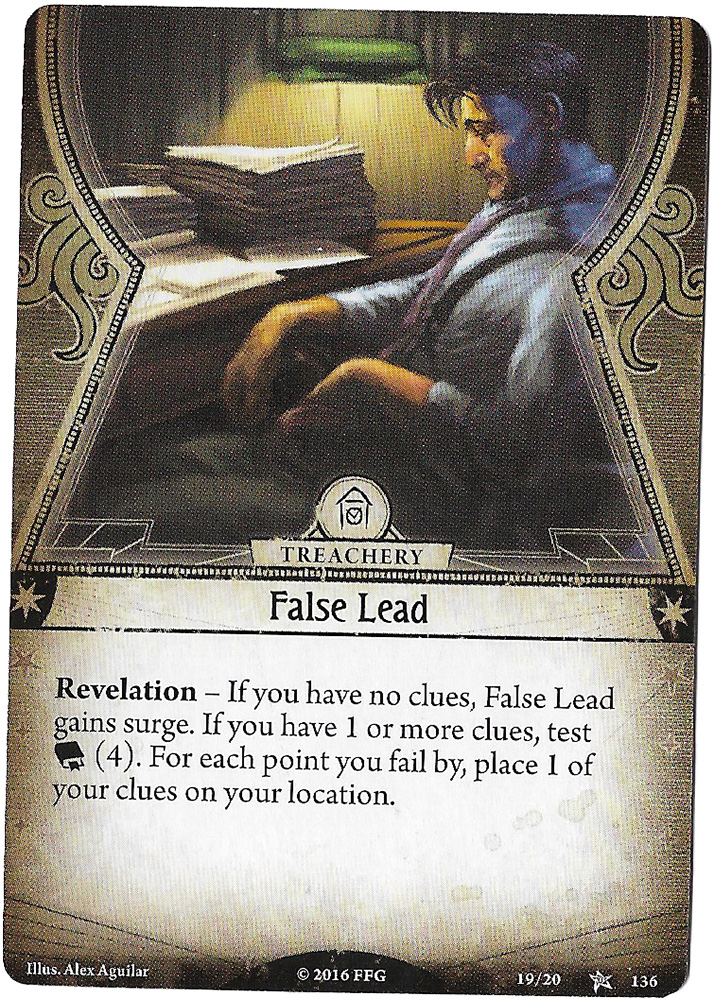 TREACHERY
False Lead
Revelation – If you have no clues, False Lead
gains surge. If you have 1 or more clues, test
(4). For each point you fail by, place 1 of
your clues on your location.
Illus. Alex Aguilar
© 2016 FFG
19/20
136